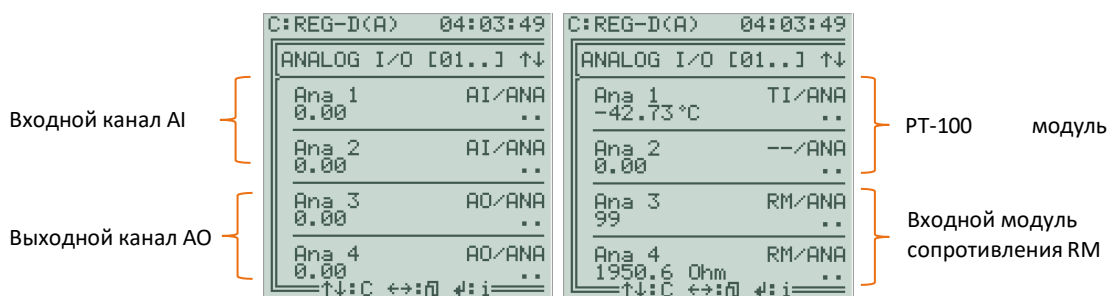 C:REG-D(A) 04:03:49
ANALOG I/O [01..] ↑↓
Входной канал AI
Ana 1 AI/ANA
0.00 ..
Ana 2 AI/ANA
0.00 ..
Выходной канал AO
Ana 3 AO/ANA
0.00 ..
Ana 4 AO/ANA
0.00 ..
↑↓:C ↔: ↲:i
C:REG-D(A) 04:03:49
ANALOG I/O [01..] ↑↓
Ana 1 TI/ANA
-42.73°C ..
Ana 2 --/ANA
0.00 ..
PT-100 модуль
Ana 3 RM/ANA
99 ..
Ana 4 RM/ANA
1950.6 Ohm ..
Входной модуль
сопротивления RM
↑↓:C ↔: ↲:i